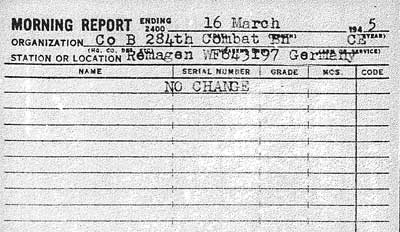 MORNING REPORT ENDING 2400 16 March 1945
ORGANIZATION Co B 284th Combat Bn CE
STATION OR LOCATION Remagen WF643197 Germany
NAME SERIAL NUMBER GRADE MCS. CODE
NO CHANGE